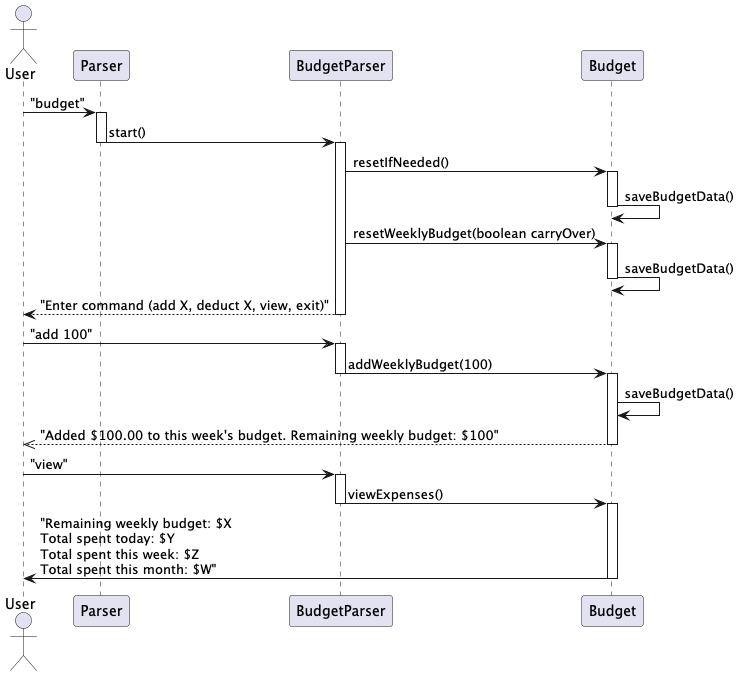 User
Parser
BudgetParser
Budget
"budget"
start()
resetIfNeeded()
saveBudgetData()
resetWeeklyBudget(boolean carryOver)
saveBudgetData()
"Enter command (add X, deduct X, view, exit)"
"add 100"
addWeeklyBudget(100)
saveBudgetData()
"Added $100.00 to this week's budget. Remaining weekly budget: $100"
"view"
viewExpenses()
"Remaining weekly budget: $X
Total spent today: $Y
Total spent this week: $Z
Total spent this month: $W"
User
Parser
BudgetParser
Budget